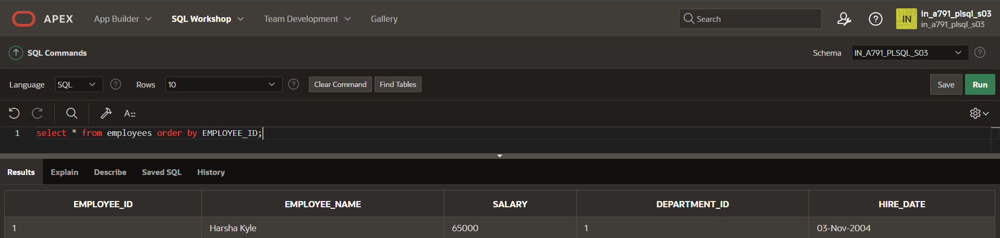 APEX App Builder SQL Workshop Team Development Gallery Search IN in_a791_plsql_s03
in_a791_plsql_s03
SQL Commands Schema IN_A791_PLSQL_S03
Language SQL Rows 10 Clear Command Find Tables Save Run
A::
1 select * from employees order by EMPLOYEE_ID;
Results Explain Describe Saved SQL History
EMPLOYEE_ID EMPLOYEE_NAME SALARY DEPARTMENT_ID HIRE_DATE
1 Harsha Kyle 65000 1 03-Nov-2004